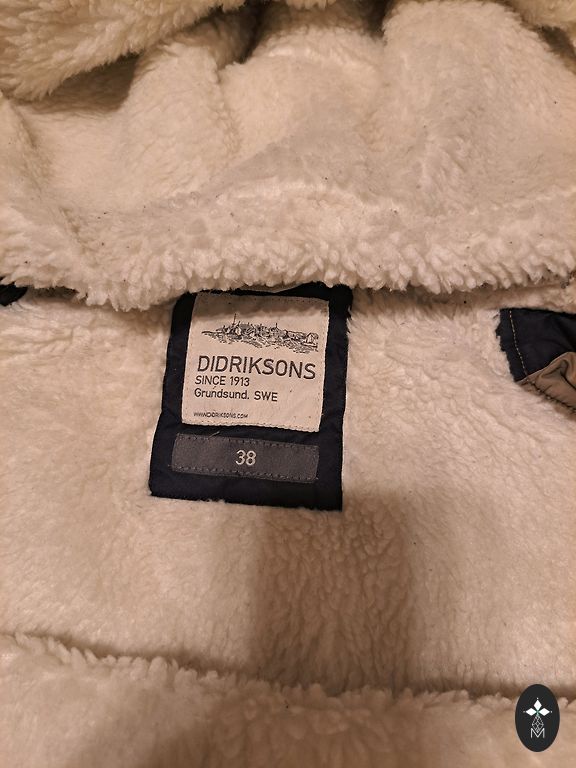 DIDRIKSONS
SINCE 1913
Grundsund. SWE
WWW.DIDRIKSONS.COM
38
M